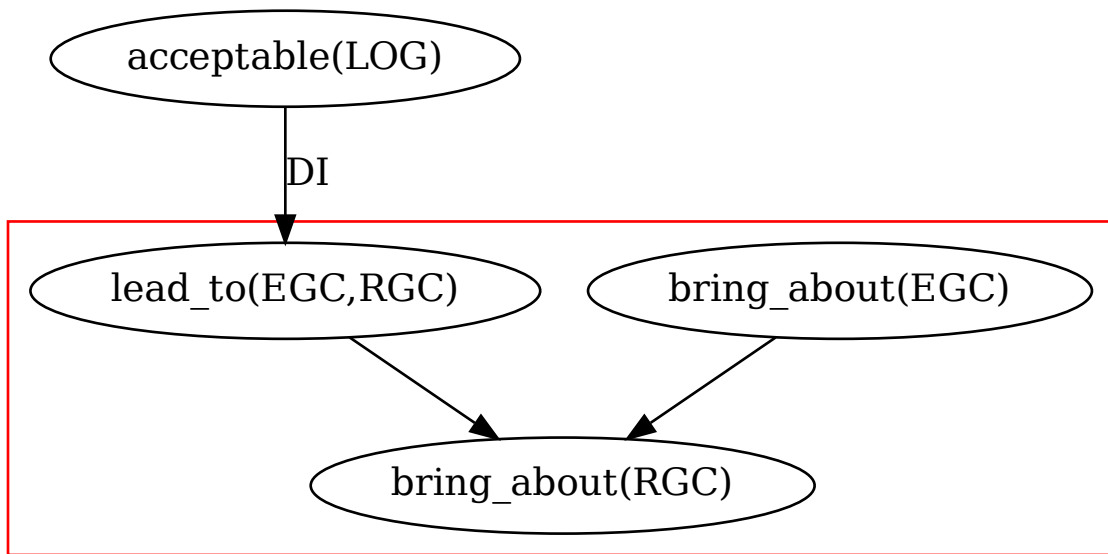 acceptable(LOG)
DI
lead_to(EGC,RGC)
bring_about(EGC)
bring_about(RGC)